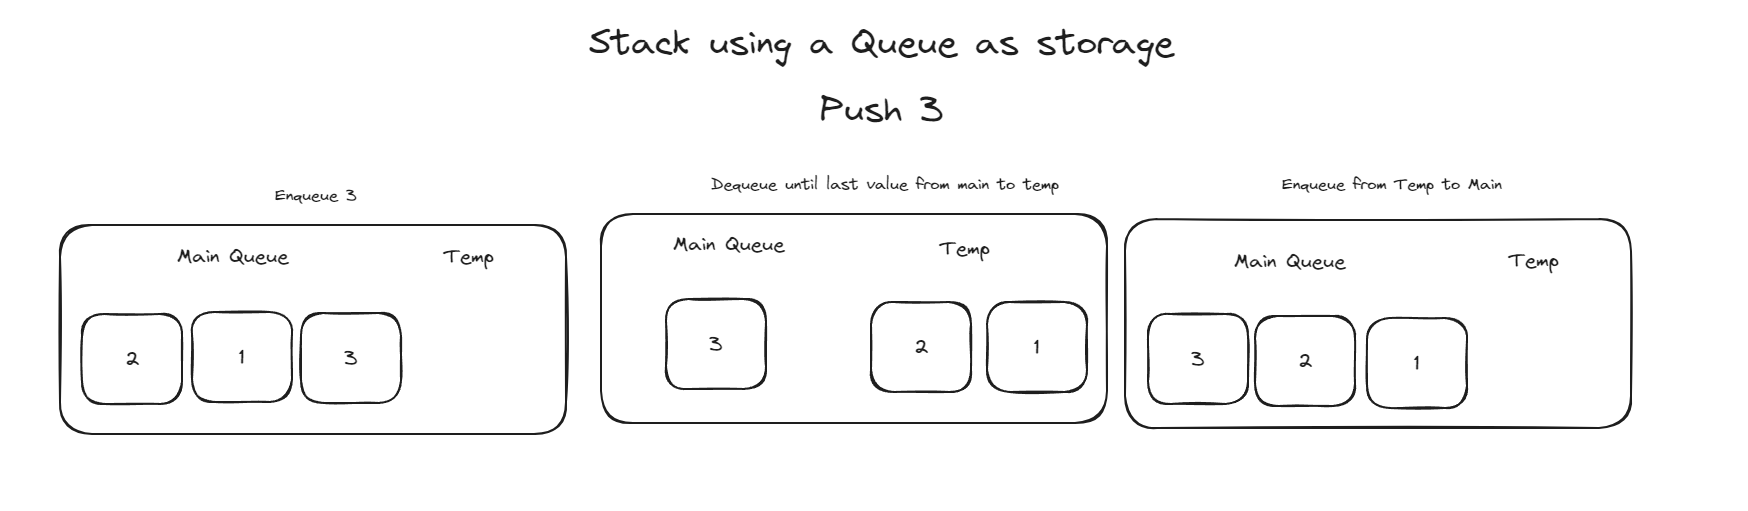 Stack using a Queue as storage
Push 3
Enqueue 3
Main Queue Temp
2 1 3
Dequeue until last value from main to temp
Main Queue Temp
3 2 1
Enqueue from Temp to Main
Main Queue Temp
3 2 1